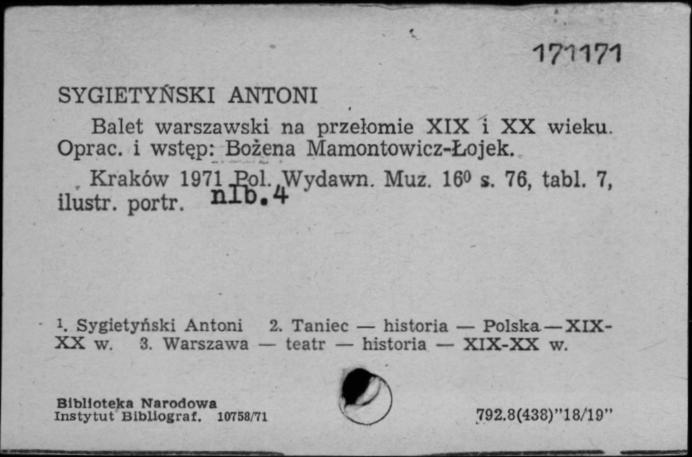 171171
SYGIETYŃSKI ANTONI
Balet warszawski na przełomie XIX i XX wieku.
Oprac. i wstęp: Bożena Mamontowicz-Łojek.
Kraków 1971 Pol. Wydawn. Muz. 16⁰ s. 76, tabl. 7,
ilustr. portr. nlb. 4
1. Sygietyński Antoni 2. Taniec — historia — Polska — XIX-
XX w. 3. Warszawa — teatr — historia — XIX-XX w.
Biblioteka Narodowa
Instytut Bibliograf. 10758/71 792.8(438)"18/19"